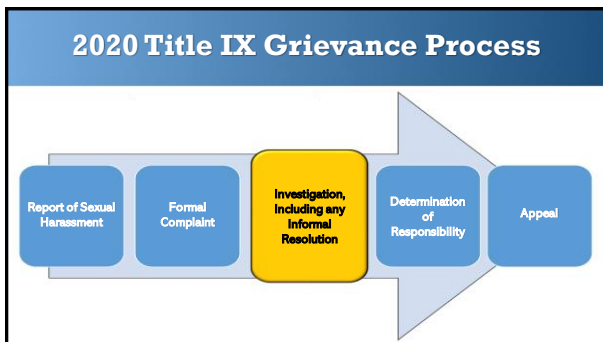 2020 Title IX Grievance Process
Report of Sexual
Harassment
Formal
Complaint
Investigation,
Including any
Informal
Resolution
Determination
of
Responsibility
Appeal